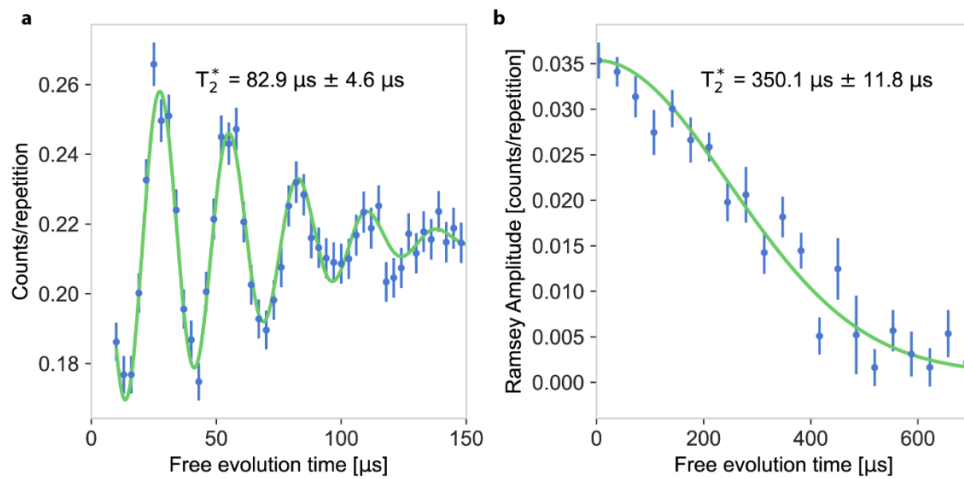 a
T₂* = 82.9 μs ± 4.6 μs
Counts/repetition
0.26
0.24
0.22
0.20
0.18
0
50
100
150
Free evolution time [μs]
b
T₂* = 350.1 μs ± 11.8 μs
Ramsey Amplitude [counts/repetition]
0.035
0.030
0.025
0.020
0.015
0.010
0.005
0.000
0
200
400
600
Free evolution time [μs]